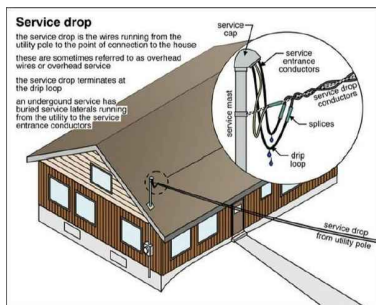 Service drop
the service drop is the wires running from the
utility pole to the point of connection to the house
these are sometimes referred to as overhead
wires or overhead service
the service drop terminates at
the drip loop
an undergound service has
buried service laterals running
from the utility to the service
entrance conductors
service
cap
service
entrance
conductors
service mast
service drop
conductors
splices
drip
loop
service drop
from utility pole